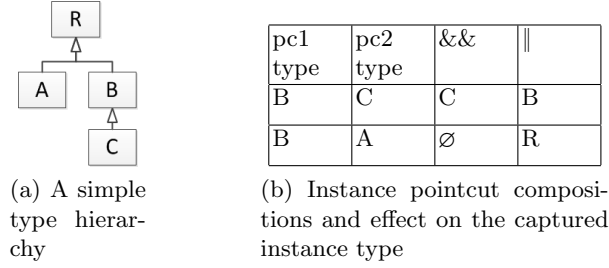 R
A
B
C
(a) A simple
type hierar-
chy
pc1 type
pc2 type
&&
||
B
C
C
B
B
A
∅
R
(b) Instance pointcut composi-
tions and effect on the captured
instance type